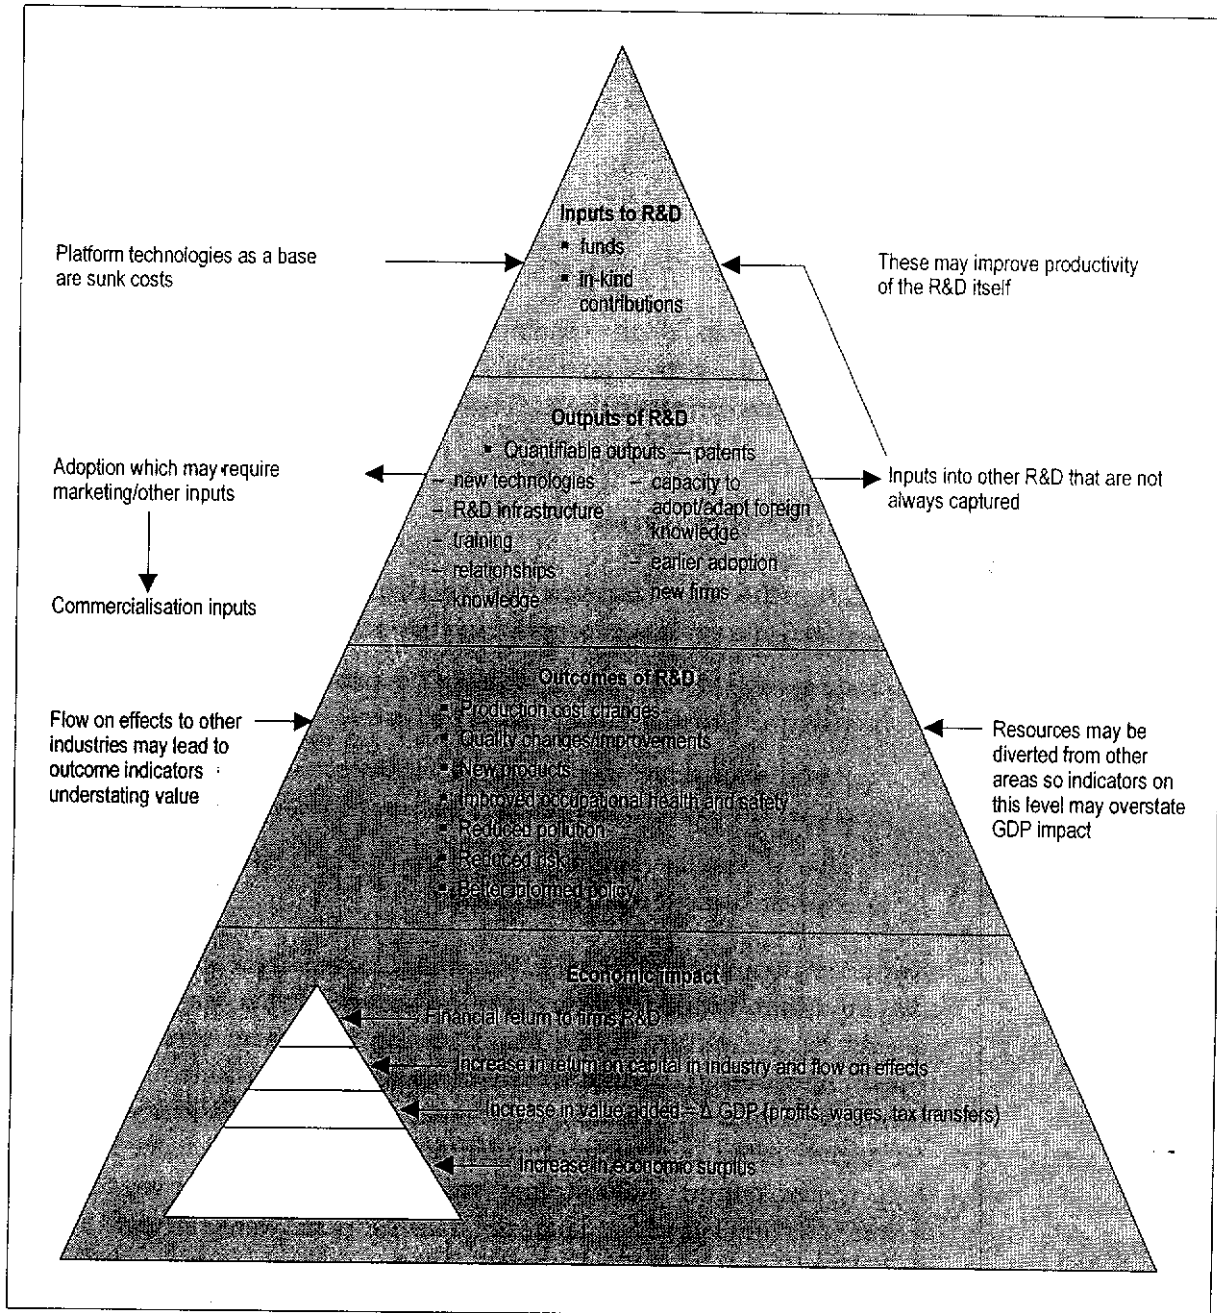 Inputs to R&D
▪ funds
▪ in-kind
contributions
Platform technologies as a base
are sunk costs
These may improve productivity
of the R&D itself
Outputs of R&D
▪ Quantifiable outputs — patents
– new technologies
– R&D infrastructure
– training
– relationships
– knowledge
– capacity to
adopt/adapt foreign
knowledge
– earlier adoption
– new firms
Adoption which may require
marketing/other inputs
Commercialisation inputs
Inputs into other R&D that are not
always captured
Outcomes of R&D
▪ Production cost changes
▪ Quality changes/improvements
▪ New products
▪ Improved occupational health and safety
▪ Reduced pollution
▪ Reduced risk
▪ Better informed policy
Flow on effects to other
industries may lead to
outcome indicators
understating value
Resources may be
diverted from other
areas so indicators on
this level may overstate
GDP impact
Economic impact
Financial return to firms R&D
Increase in return on capital in industry and flow on effects
Increase in value added – Δ GDP (profits, wages, tax transfers)
Increase in economic surplus